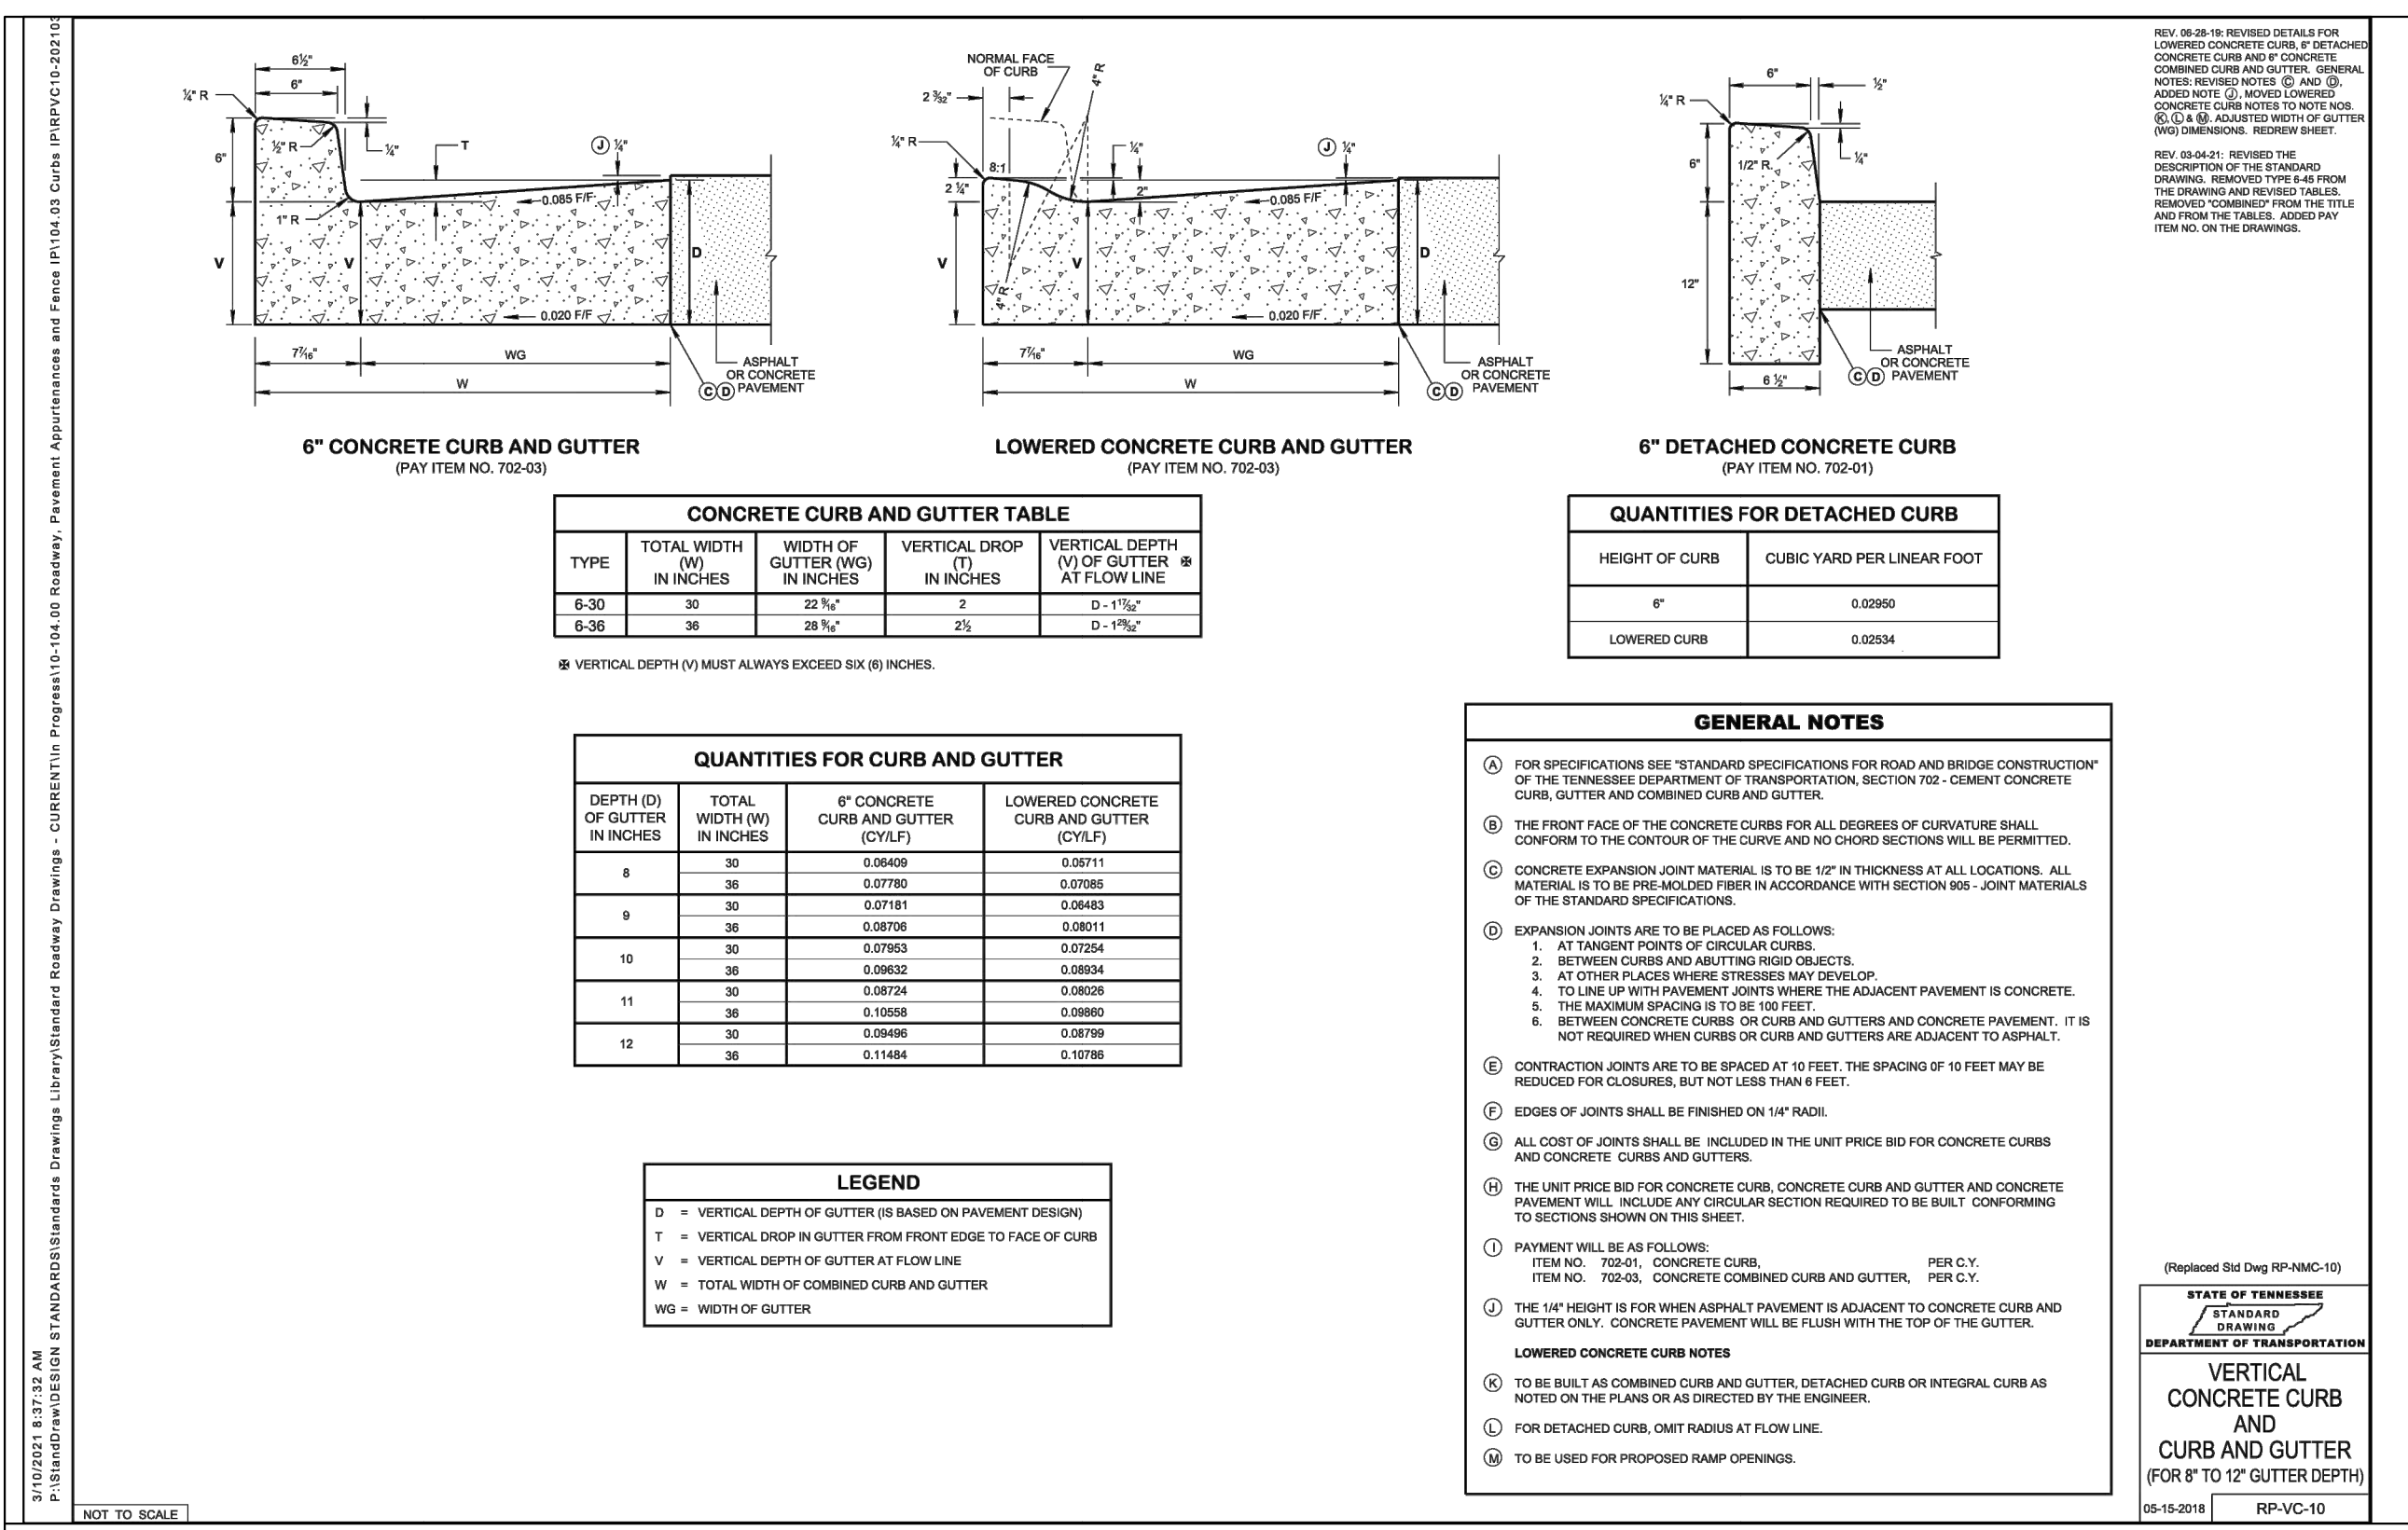 3/10/2021 8:37:32 AM
P:\StandDraw\DESIGN STANDARDS\Standards Drawings Library\Standard Roadway Drawings - CURRENT\In Progress\10-104.00 Roadway, Pavement Appurtenances and Fence IP\104.03 Curbs IP\RPVC10-202103
REV. 06-28-19: REVISED DETAILS FOR
LOWERED CONCRETE CURB, 6" DETACHED
CONCRETE CURB AND 6" CONCRETE
COMBINED CURB AND GUTTER. GENERAL
NOTES: REVISED NOTES Ⓒ AND Ⓓ,
ADDED NOTE Ⓙ, MOVED LOWERED
CONCRETE CURB NOTES TO NOTE NOS.
Ⓚ,Ⓛ & Ⓜ. ADJUSTED WIDTH OF GUTTER
(WG) DIMENSIONS. REDREW SHEET.
REV. 03-04-21: REVISED THE
DESCRIPTION OF THE STANDARD
DRAWING. REMOVED TYPE 6-45 FROM
THE DRAWING AND REVISED TABLES.
REMOVED "COMBINED" FROM THE TITLE
AND FROM THE TABLES. ADDED PAY
ITEM NO. ON THE DRAWINGS.
6½"
6"
¼" R
½" R
¼"
T
Ⓙ ¼"
6"
1" R
0.085 F/F
V
V
D
0.020 F/F
7⁷⁄₁₆"
WG
W
ASPHALT
OR CONCRETE
PAVEMENT
Ⓒ Ⓓ
6" CONCRETE CURB AND GUTTER
(PAY ITEM NO. 702-03)
NORMAL FACE
OF CURB
4" R
2 ³⁄₃₂"
¼" R
8:1
¼"
Ⓙ ¼"
2 ¼"
2"
0.085 F/F
V
V
D
4" R
0.020 F/F
7⁷⁄₁₆"
WG
W
ASPHALT
OR CONCRETE
PAVEMENT
Ⓒ Ⓓ
LOWERED CONCRETE CURB AND GUTTER
(PAY ITEM NO. 702-03)
6"
½"
¼" R
6"
1/2" R
¼"
12"
ASPHALT
OR CONCRETE
PAVEMENT
Ⓒ Ⓓ
6 ½"
6" DETACHED CONCRETE CURB
(PAY ITEM NO. 702-01)
CONCRETE CURB AND GUTTER TABLE
TYPE
TOTAL WIDTH
(W)
IN INCHES
WIDTH OF
GUTTER (WG)
IN INCHES
VERTICAL DROP
(T)
IN INCHES
VERTICAL DEPTH
(V) OF GUTTER ✠
AT FLOW LINE
6-30 30 22 ⁹⁄₁₆" 2 D - 1¹⁷⁄₃₂"
6-36 36 28 ⁹⁄₁₆" 2½ D - 1²⁹⁄₃₂"
✠ VERTICAL DEPTH (V) MUST ALWAYS EXCEED SIX (6) INCHES.
QUANTITIES FOR DETACHED CURB
HEIGHT OF CURB CUBIC YARD PER LINEAR FOOT
6" 0.02950
LOWERED CURB 0.02534
QUANTITIES FOR CURB AND GUTTER
DEPTH (D)
OF GUTTER
IN INCHES
TOTAL
WIDTH (W)
IN INCHES
6" CONCRETE
CURB AND GUTTER
(CY/LF)
LOWERED CONCRETE
CURB AND GUTTER
(CY/LF)
8
30 0.06409 0.05711
36 0.07780 0.07085
9
30 0.07181 0.06483
36 0.08706 0.08011
10
30 0.07953 0.07254
36 0.09632 0.08934
11
30 0.08724 0.08026
36 0.10558 0.09860
12
30 0.09496 0.08799
36 0.11484 0.10786
LEGEND
D = VERTICAL DEPTH OF GUTTER (IS BASED ON PAVEMENT DESIGN)
T = VERTICAL DROP IN GUTTER FROM FRONT EDGE TO FACE OF CURB
V = VERTICAL DEPTH OF GUTTER AT FLOW LINE
W = TOTAL WIDTH OF COMBINED CURB AND GUTTER
WG = WIDTH OF GUTTER
GENERAL NOTES
Ⓐ FOR SPECIFICATIONS SEE "STANDARD SPECIFICATIONS FOR ROAD AND BRIDGE CONSTRUCTION"
OF THE TENNESSEE DEPARTMENT OF TRANSPORTATION, SECTION 702 - CEMENT CONCRETE
CURB, GUTTER AND COMBINED CURB AND GUTTER.
Ⓑ THE FRONT FACE OF THE CONCRETE CURBS FOR ALL DEGREES OF CURVATURE SHALL
CONFORM TO THE CONTOUR OF THE CURVE AND NO CHORD SECTIONS WILL BE PERMITTED.
Ⓒ CONCRETE EXPANSION JOINT MATERIAL IS TO BE 1/2" IN THICKNESS AT ALL LOCATIONS. ALL
MATERIAL IS TO BE PRE-MOLDED FIBER IN ACCORDANCE WITH SECTION 905 - JOINT MATERIALS
OF THE STANDARD SPECIFICATIONS.
Ⓓ EXPANSION JOINTS ARE TO BE PLACED AS FOLLOWS:
1. AT TANGENT POINTS OF CIRCULAR CURBS.
2. BETWEEN CURBS AND ABUTTING RIGID OBJECTS.
3. AT OTHER PLACES WHERE STRESSES MAY DEVELOP.
4. TO LINE UP WITH PAVEMENT JOINTS WHERE THE ADJACENT PAVEMENT IS CONCRETE.
5. THE MAXIMUM SPACING IS TO BE 100 FEET.
6. BETWEEN CONCRETE CURBS OR CURB AND GUTTERS AND CONCRETE PAVEMENT. IT IS
NOT REQUIRED WHEN CURBS OR CURB AND GUTTERS ARE ADJACENT TO ASPHALT.
Ⓔ CONTRACTION JOINTS ARE TO BE SPACED AT 10 FEET. THE SPACING 0F 10 FEET MAY BE
REDUCED FOR CLOSURES, BUT NOT LESS THAN 6 FEET.
Ⓕ EDGES OF JOINTS SHALL BE FINISHED ON 1/4" RADII.
Ⓖ ALL COST OF JOINTS SHALL BE INCLUDED IN THE UNIT PRICE BID FOR CONCRETE CURBS
AND CONCRETE CURBS AND GUTTERS.
Ⓗ THE UNIT PRICE BID FOR CONCRETE CURB, CONCRETE CURB AND GUTTER AND CONCRETE
PAVEMENT WILL INCLUDE ANY CIRCULAR SECTION REQUIRED TO BE BUILT CONFORMING
TO SECTIONS SHOWN ON THIS SHEET.
Ⓘ PAYMENT WILL BE AS FOLLOWS:
ITEM NO. 702-01, CONCRETE CURB, PER C.Y.
ITEM NO. 702-03, CONCRETE COMBINED CURB AND GUTTER, PER C.Y.
Ⓙ THE 1/4" HEIGHT IS FOR WHEN ASPHALT PAVEMENT IS ADJACENT TO CONCRETE CURB AND
GUTTER ONLY. CONCRETE PAVEMENT WILL BE FLUSH WITH THE TOP OF THE GUTTER.
LOWERED CONCRETE CURB NOTES
Ⓚ TO BE BUILT AS COMBINED CURB AND GUTTER, DETACHED CURB OR INTEGRAL CURB AS
NOTED ON THE PLANS OR AS DIRECTED BY THE ENGINEER.
Ⓛ FOR DETACHED CURB, OMIT RADIUS AT FLOW LINE.
Ⓜ TO BE USED FOR PROPOSED RAMP OPENINGS.
(Replaced Std Dwg RP-NMC-10)
STATE OF TENNESSEE
STANDARD
DRAWING
DEPARTMENT OF TRANSPORTATION
VERTICAL
CONCRETE CURB
AND
CURB AND GUTTER
(FOR 8" TO 12" GUTTER DEPTH)
05-15-2018 RP-VC-10
NOT TO SCALE